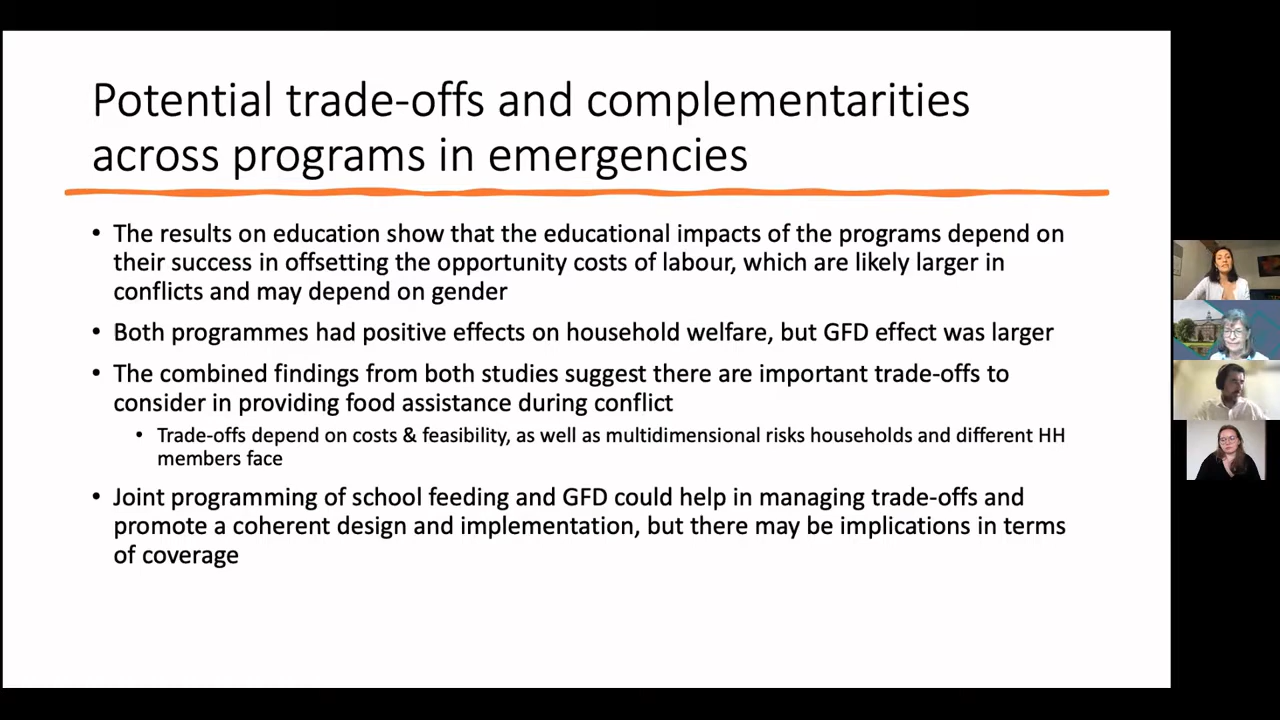 Potential trade-offs and complementarities
across programs in emergencies
• The results on education show that the educational impacts of the programs depend on
their success in offsetting the opportunity costs of labour, which are likely larger in
conflicts and may depend on gender
• Both programmes had positive effects on household welfare, but GFD effect was larger
• The combined findings from both studies suggest there are important trade-offs to
consider in providing food assistance during conflict
• Trade-offs depend on costs & feasibility, as well as multidimensional risks households and different HH
members face
• Joint programming of school feeding and GFD could help in managing trade-offs and
promote a coherent design and implementation, but there may be implications in terms
of coverage